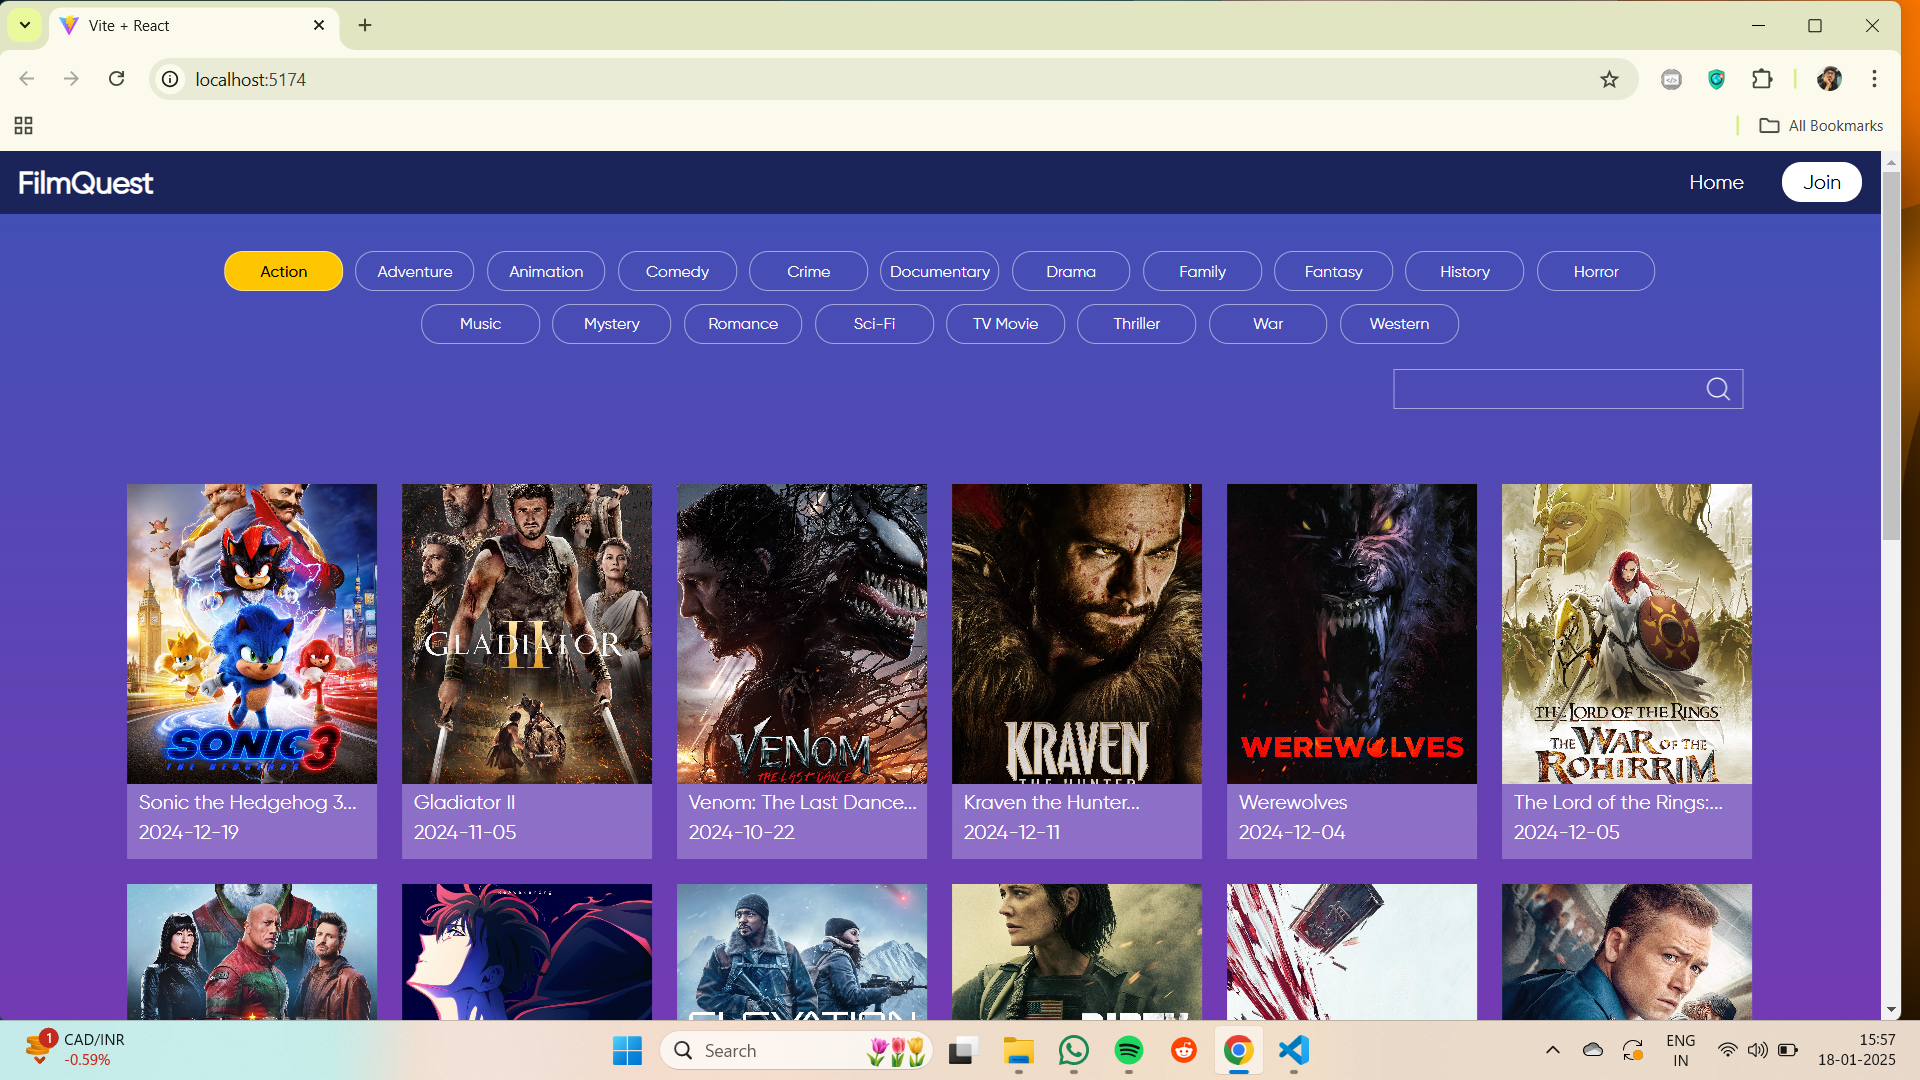 Vite + React
localhost:5174
All Bookmarks
FilmQuest
Home
Join
Action
Adventure
Animation
Comedy
Crime
Documentary
Drama
Family
Fantasy
History
Horror
Music
Mystery
Romance
Sci-Fi
TV Movie
Thriller
War
Western
SONIC 3
THE HEDGEHOG
GLADIATOR
II
VENOM
THE LAST DANCE
KRAVEN
THE HUNTER
WEREWOLVES
THE LORD OF THE RINGS
THE WAR OF THE
ROHIRRIM
Sonic the Hedgehog 3...
2024-12-19
Gladiator II
2024-11-05
Venom: The Last Dance...
2024-10-22
Kraven the Hunter...
2024-12-11
Werewolves
2024-12-04
The Lord of the Rings:...
2024-12-05
ELEVATION
DIRTY
1
CAD/INR
-0.59%
Search
ENG
IN
15:57
18-01-2025